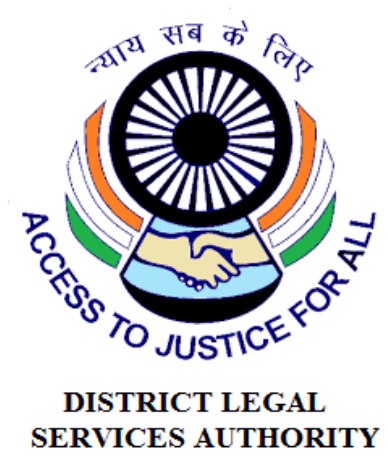 न्याय सब के लिए
ACCESS TO JUSTICE FOR ALL
DISTRICT LEGAL
SERVICES AUTHORITY